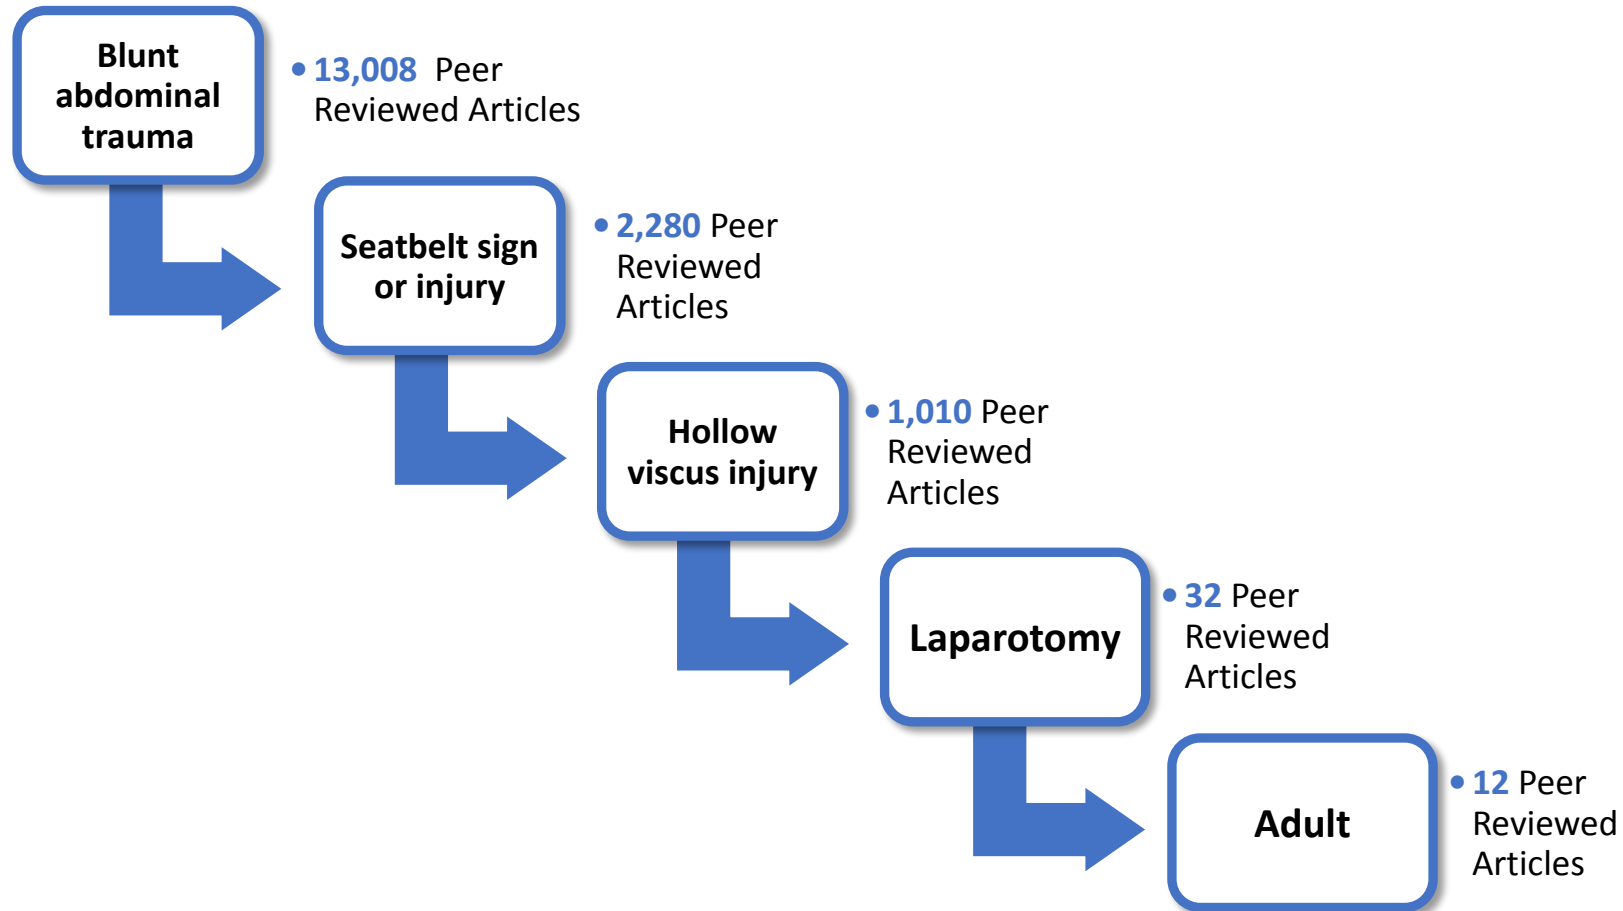 Blunt
abdominal
trauma
• 13,008 Peer
Reviewed Articles
Seatbelt sign
or injury
• 2,280 Peer
Reviewed
Articles
Hollow
viscus injury
• 1,010 Peer
Reviewed
Articles
Laparotomy
• 32 Peer
Reviewed
Articles
Adult
• 12 Peer
Reviewed
Articles